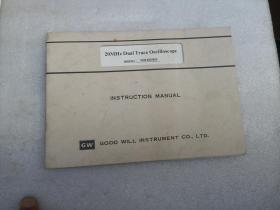 20MHz Dual Trace Oscilloscope
INSTRUCTION MANUAL
GW GOOD WILL INSTRUMENT CO., LTD.